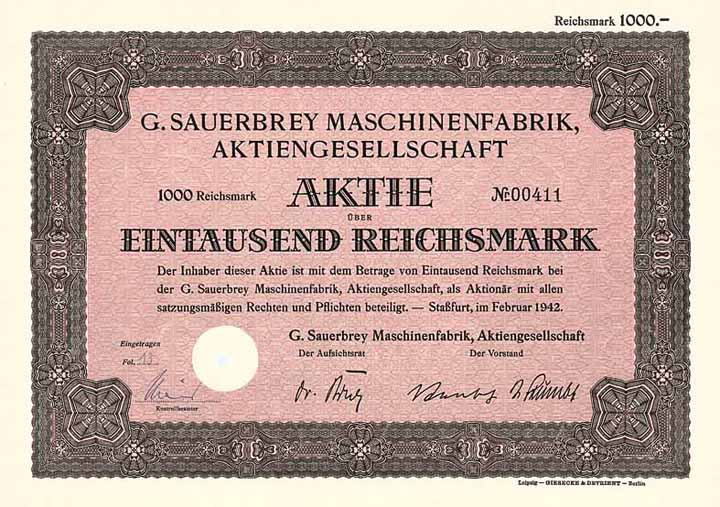 Reichsmark 1000.–
G. SAUERBREY MASCHINENFABRIK,
AKTIENGESELLSCHAFT
1000 Reichsmark AKTIE № 00411
ÜBER
EINTAUSEND REICHSMARK
Der Inhaber dieser Aktie ist mit dem Betrage von Eintausend Reichsmark bei
der G. Sauerbrey Maschinenfabrik, Aktiengesellschaft, als Aktionär mit allen
satzungsmäßigen Rechten und Pflichten beteiligt. — Staßfurt, im Februar 1942.
G. Sauerbrey Maschinenfabrik, Aktiengesellschaft
Eingetragen
Der Aufsichtsrat Der Vorstand
Fol. 13
Dr.
Kontrollbeamter
Leipzig — GIESECKE & DEVRIENT — Berlin